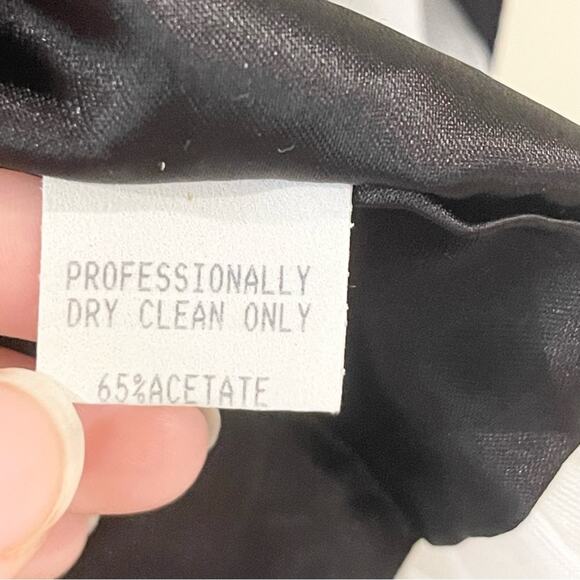 PROFESSIONALLY
DRY CLEAN ONLY
65%ACETATE